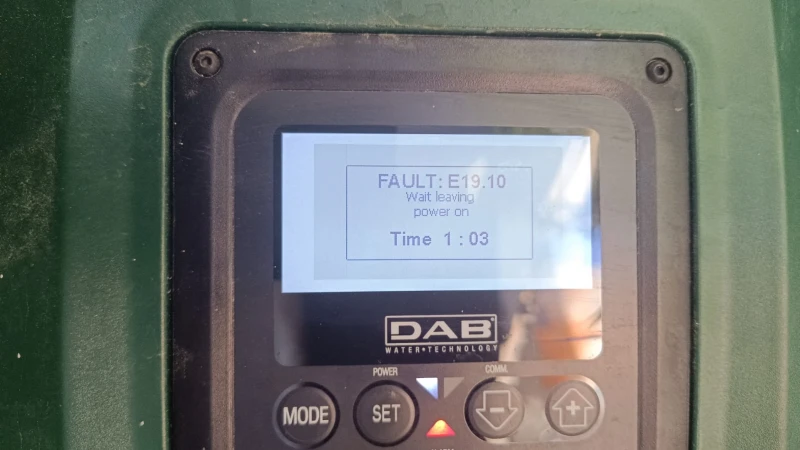 FAULT: E19.10
Wait leaving
power on
Time 1 : 03
DAB
WATER•TECHNOLOGY
POWER
COMM.
MODE
SET